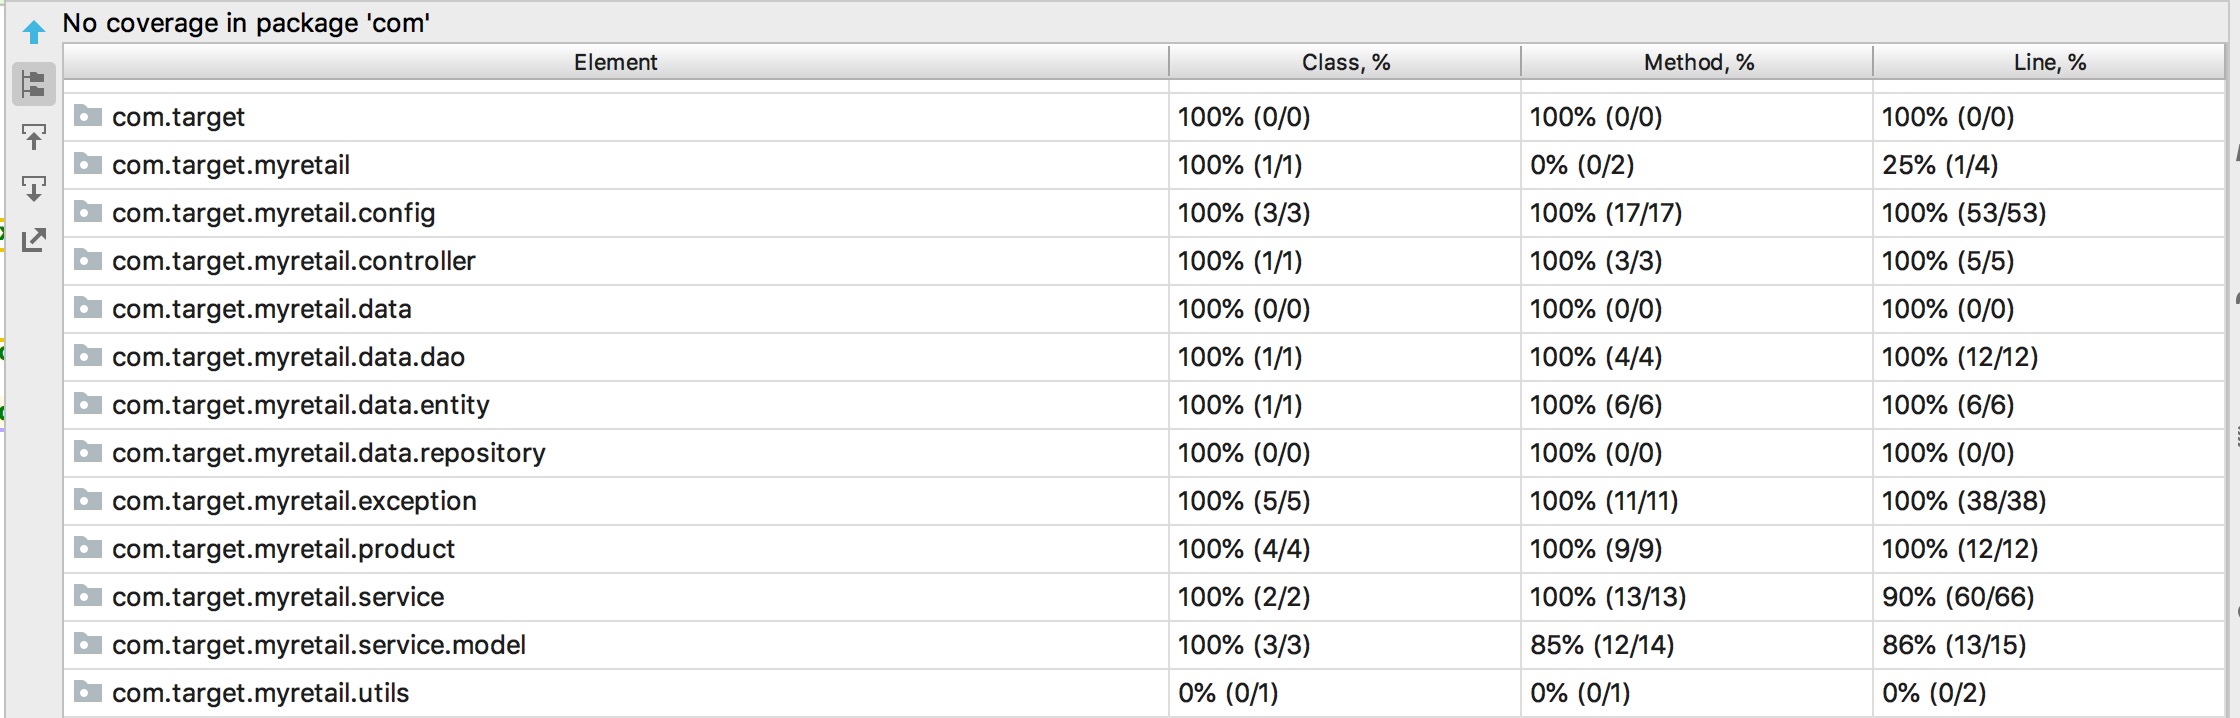 No coverage in package 'com'
Element Class, % Method, % Line, %
com.target 100% (0/0) 100% (0/0) 100% (0/0)
com.target.myretail 100% (1/1) 0% (0/2) 25% (1/4)
com.target.myretail.config 100% (3/3) 100% (17/17) 100% (53/53)
com.target.myretail.controller 100% (1/1) 100% (3/3) 100% (5/5)
com.target.myretail.data 100% (0/0) 100% (0/0) 100% (0/0)
com.target.myretail.data.dao 100% (1/1) 100% (4/4) 100% (12/12)
com.target.myretail.data.entity 100% (1/1) 100% (6/6) 100% (6/6)
com.target.myretail.data.repository 100% (0/0) 100% (0/0) 100% (0/0)
com.target.myretail.exception 100% (5/5) 100% (11/11) 100% (38/38)
com.target.myretail.product 100% (4/4) 100% (9/9) 100% (12/12)
com.target.myretail.service 100% (2/2) 100% (13/13) 90% (60/66)
com.target.myretail.service.model 100% (3/3) 85% (12/14) 86% (13/15)
com.target.myretail.utils 0% (0/1) 0% (0/1) 0% (0/2)